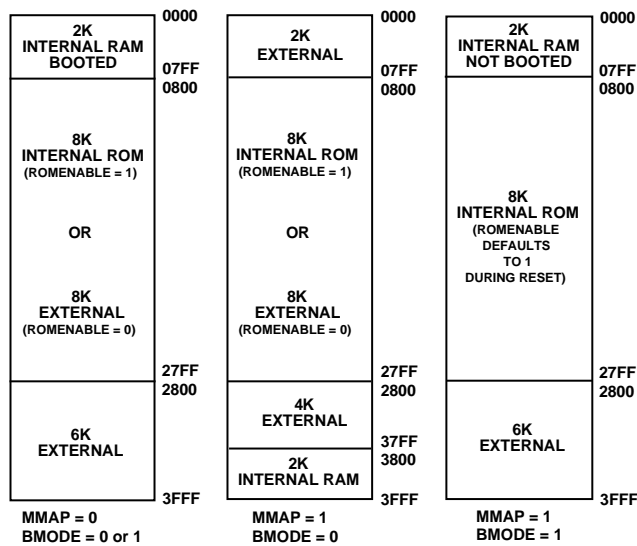 2K
INTERNAL RAM
BOOTED
0000
07FF
0800
8K
INTERNAL ROM
(ROMENABLE = 1)
OR
8K
EXTERNAL
(ROMENABLE = 0)
27FF
2800
6K
EXTERNAL
3FFF
MMAP = 0
BMODE = 0 or 1
2K
EXTERNAL
0000
07FF
0800
8K
INTERNAL ROM
(ROMENABLE = 1)
OR
8K
EXTERNAL
(ROMENABLE = 0)
27FF
2800
4K
EXTERNAL
37FF
3800
2K
INTERNAL RAM
3FFF
MMAP = 1
BMODE = 0
2K
INTERNAL RAM
NOT BOOTED
0000
07FF
0800
8K
INTERNAL ROM
(ROMENABLE
DEFAULTS
TO 1
DURING RESET)
27FF
2800
6K
EXTERNAL
3FFF
MMAP = 1
BMODE = 1